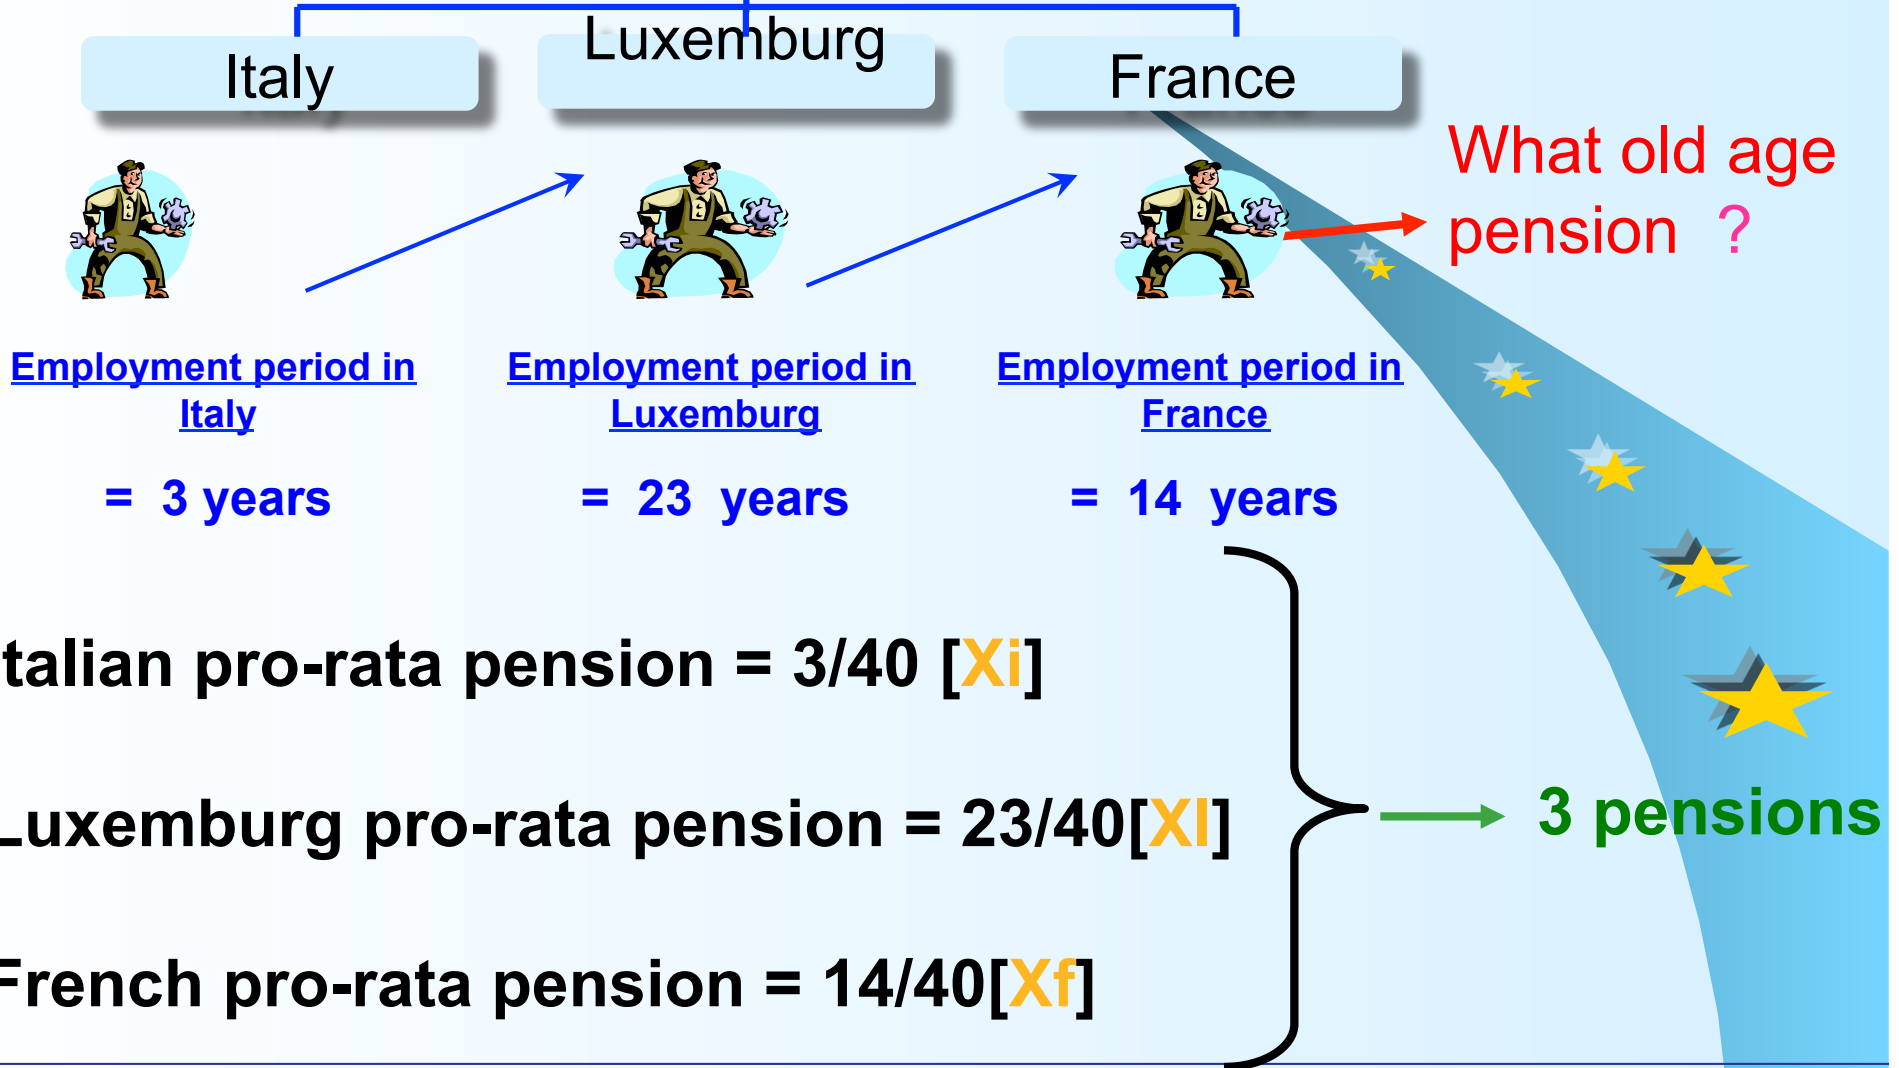 Italy
Luxemburg
France
What old age
pension ?
Employment period in
Italy
= 3 years
Employment period in
Luxemburg
= 23 years
Employment period in
France
= 14 years
talian pro-rata pension = 3/40 [Xi]
Luxemburg pro-rata pension = 23/40[Xl]
French pro-rata pension = 14/40[Xf]
3 pensions